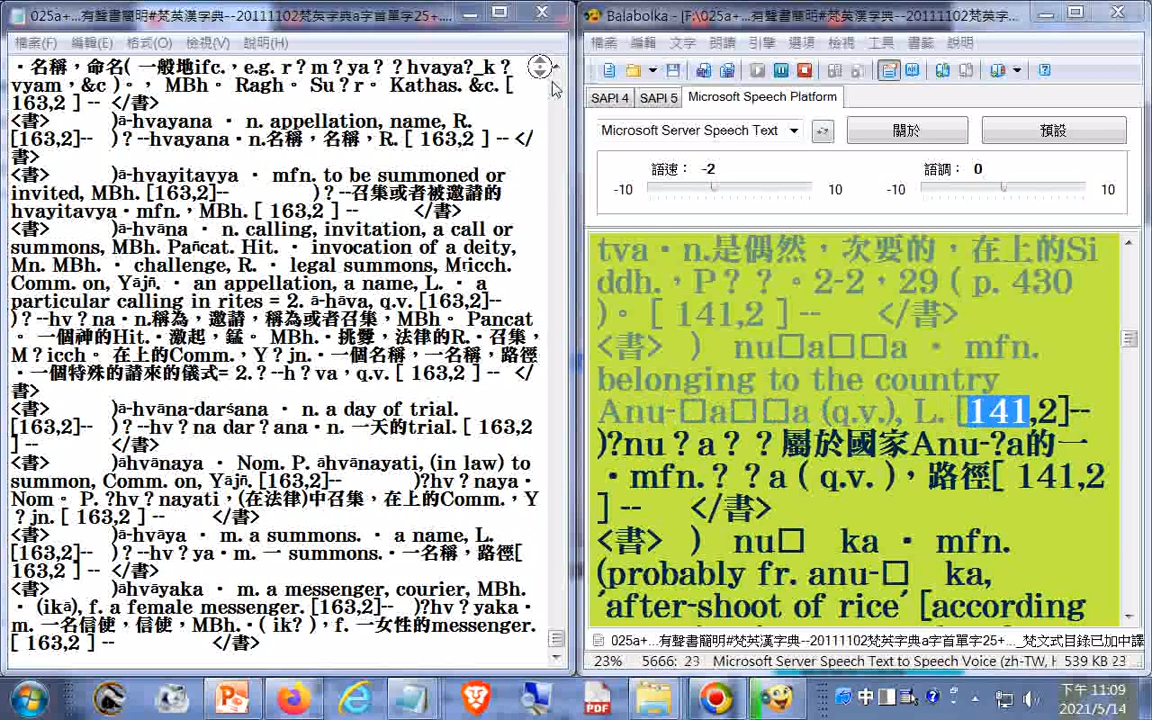 025a+...有聲書簡明#梵英漢字典--20111102梵英字典a字首單字25+...
檔案(F) 編輯(E) 格式(O) 檢視(V) 說明(H)
・名稱，命名( 一般地ifc.，e.g. r？m？ya？？hvaya?_k？
vyam，&c )。， MBh。Ragh。Su？r。Kathas. &c. [
163,2 ] -- </書>
<書> )ā-hvayana ・ n. appellation, name, R.
[163,2]-- )？--hvayana・n.名稱，名稱，R. [ 163,2 ] -- </
書>
<書> )ā-hvayitavya ・ mfn. to be summoned or
invited, MBh. [163,2]-- )？--召集或者被邀請的
hvayitavya・mfn.，MBh. [ 163,2 ] -- </書>
<書> )ā-hvāna ・ n. calling, invitation, a call or
summons, MBh. Pañcat. Hit. ・ invocation of a deity,
Mn. MBh. ・ challenge, R. ・ legal summons, Mṛicch.
Comm. on, Yājñ. ・ an appellation, a name, L. ・ a
particular calling in rites = 2. ā-hāva, q.v. [163,2]--
)？--hv？na・n.稱為，邀請，稱為或者召集，MBh。Pancat
。一個神的Hit.・激起，錳。MBh.・挑釁，法律的R.・召集，
M？icch。 在上的Comm.，Y？jn.・一個名稱，一名稱，路徑
・一個特殊的請來的儀式= 2.？--h？va，q.v. [ 163,2 ] -- </
書>
<書> )ā-hvāna-darśana ・ n. a day of trial.
[163,2]-- )？--hv？na dar？ana・n. 一天的trial. [ 163,2
] -- </書>
<書> )āhvānaya ・ Nom. P. āhvānayati, (in law) to
summon, Comm. on, Yājñ. [163,2]-- )?hv？naya・
Nom。P. ?hv？nayati，(在法律)中召集，在上的Comm.，Y
？jn. [ 163,2 ] -- </書>
<書> )ā-hvāya ・ m. a summons. ・ a name, L.
[163,2]-- )？--hv？ya・m. 一 summons.・一名稱，路徑[
163,2 ] -- </書>
<書> )āhvāyaka ・ m. a messenger, courier, MBh.
・ (ikā), f. a female messenger. [163,2]-- )?hv？yaka・
m. 一名信使，信使，MBh.・( ik？)，f. 一女性的messenger.
[ 163,2 ] -- </書>
Balabolka - [F:\025a+...有聲書簡明#梵英漢字典--20111102梵英字...
檔案 編輯 文字 朗讀 引擎 選項 檢視 工具 書籤 說明
SAPI 4 SAPI 5 Microsoft Speech Platform
Microsoft Server Speech Text 關於 預設
語速： -2 語調： 0
-10 10 -10 10
tva・n.是偶然，次要的，在上的Si
ddh.，P？？。2-2，29 ( p. 430
)。[ 141,2 ] -- </書>
<書> ) nu□a□□a ・ mfn.
belonging to the country
Anu-□a□□a (q.v.), L. [141,2]--
)?nu？a？？屬於國家Anu-?a的一
・mfn.？？a ( q.v. )，路徑[ 141,2
] -- </書>
<書> ) nu□ ka ・ mfn.
(probably fr. anu-□ ka,
'after-shoot of rice' [according
025a+...有聲書簡明#梵英漢字典--20111102梵英字典a字首單字25+..._梵文式目錄已加中譯
23% 5666: 23 Microsoft Server Speech Text to Speech Voice (zh-TW, H 539 KB 23
中
下午 11:09
2021/5/14